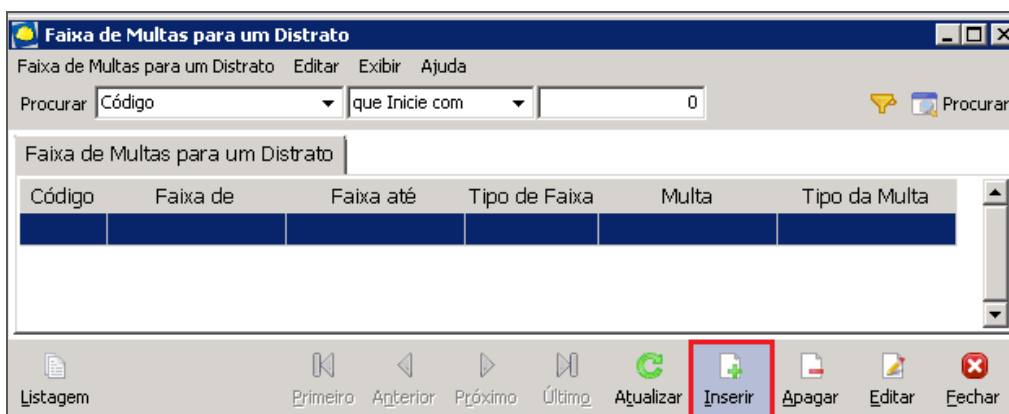 Faixa de Multas para um Distrato
Faixa de Multas para um Distrato Editar Exibir Ajuda
Procurar Código que Inicie com 0 Procurar
Faixa de Multas para um Distrato
Código Faixa de Faixa até Tipo de Faixa Multa Tipo da Multa
Listagem Primeiro Anterior Próximo Último Atualizar Inserir Apagar Editar Fechar